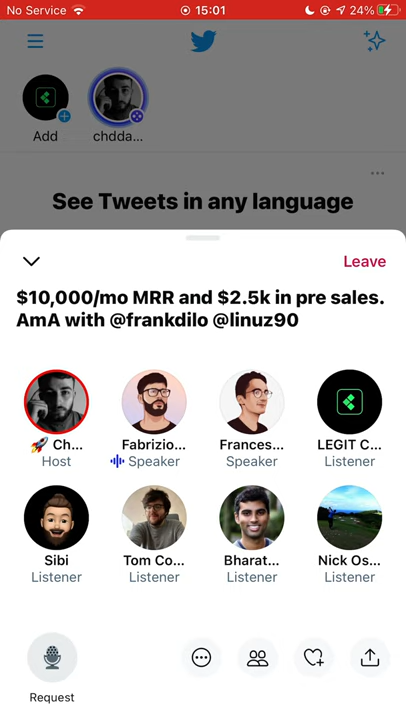 No Service 15:01 24%
Add chdda...
See Tweets in any language
Leave
$10,000/mo MRR and $2.5k in pre sales.
AmA with @frankdilo @linuz90
🚀 Ch... Fabrizio... Frances... LEGIT C...
Host Speaker Speaker Listener
Sibi Tom Co... Bharat... Nick Os...
Listener Listener Listener Listener
Request